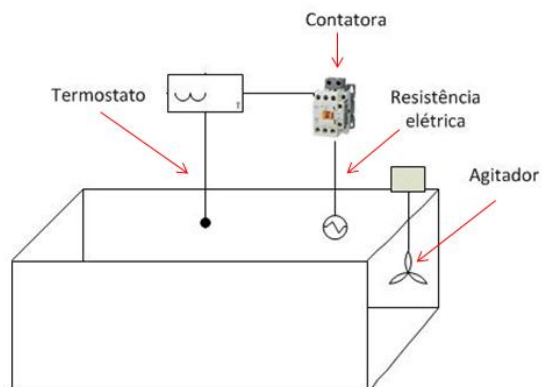 Contatora
Termostato
Resistência
elétrica
Agitador
T